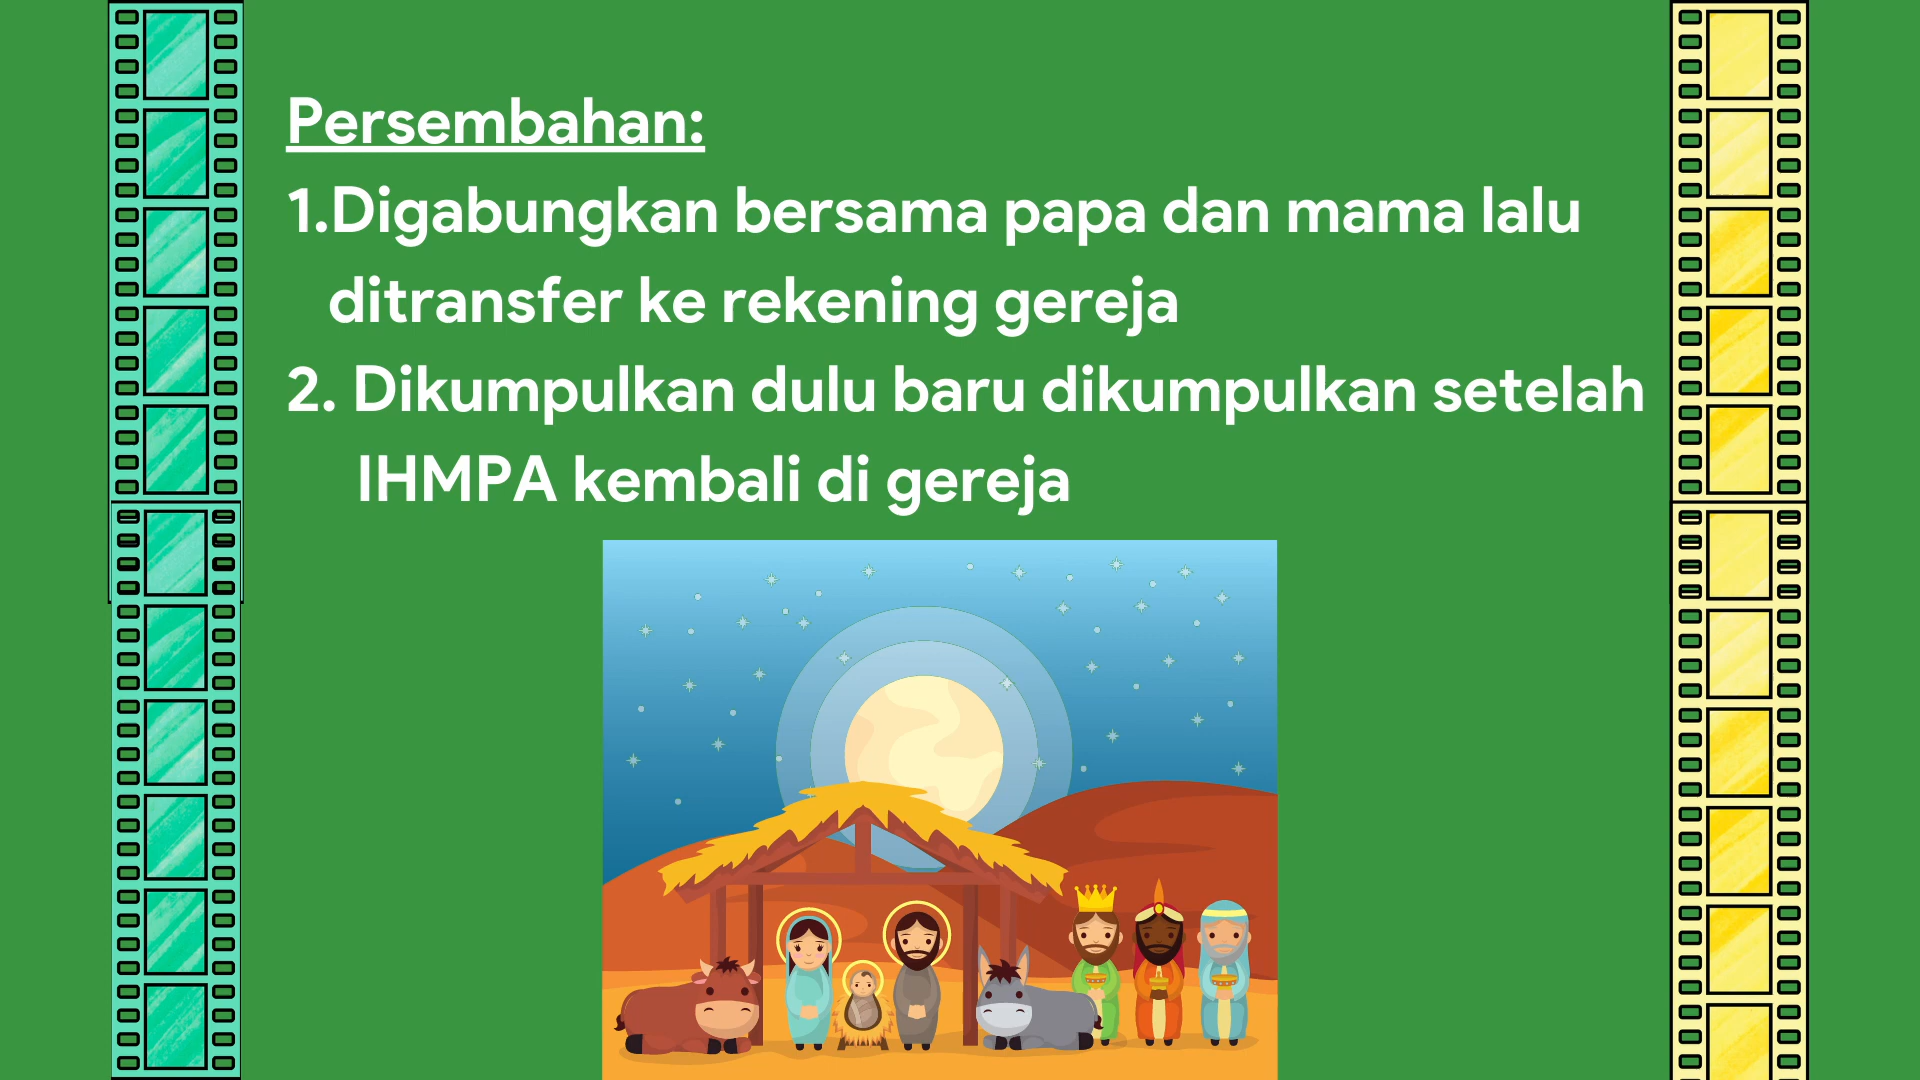 Persembahan:
1.Digabungkan bersama papa dan mama lalu
ditransfer ke rekening gereja
2. Dikumpulkan dulu baru dikumpulkan setelah
IHMPA kembali di gereja